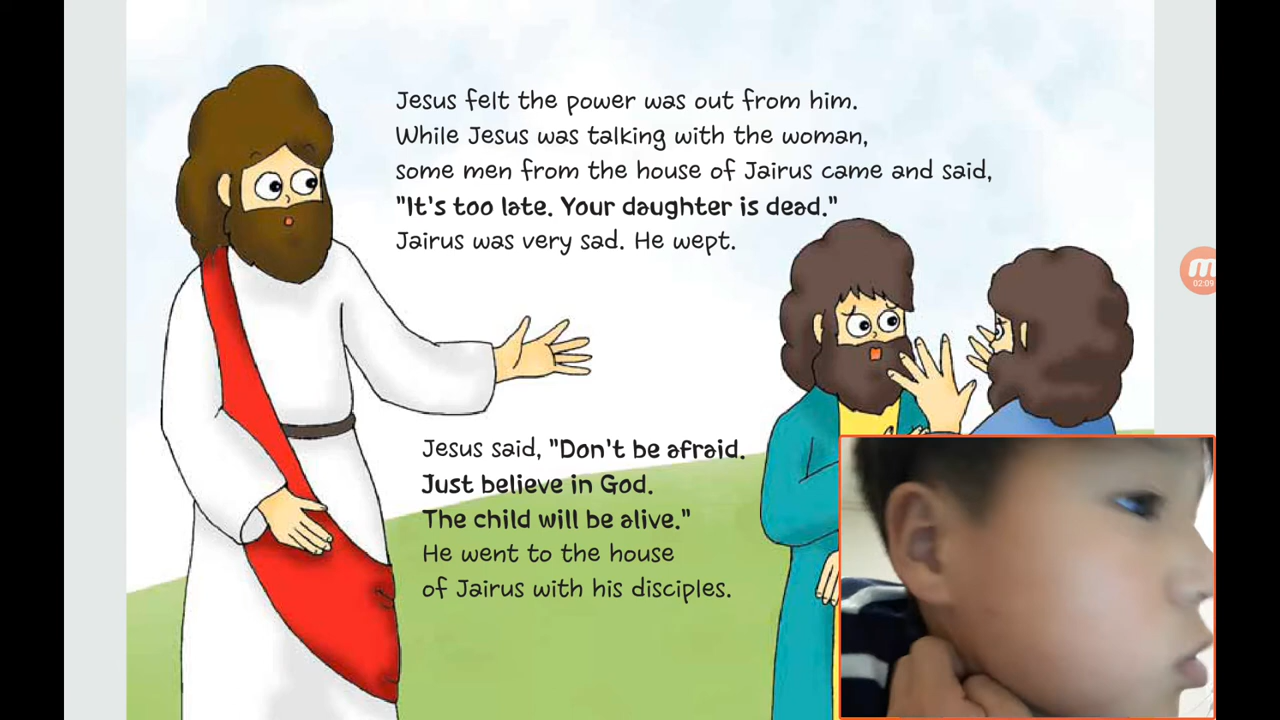 Jesus felt the power was out from him.
While Jesus was talking with the woman,
some men from the house of Jairus came and said,
"It's too late. Your daughter is dead."
Jairus was very sad. He wept.
Jesus said, "Don't be afraid.
Just believe in God.
The child will be alive."
He went to the house
of Jairus with his disciples.
M
02:09